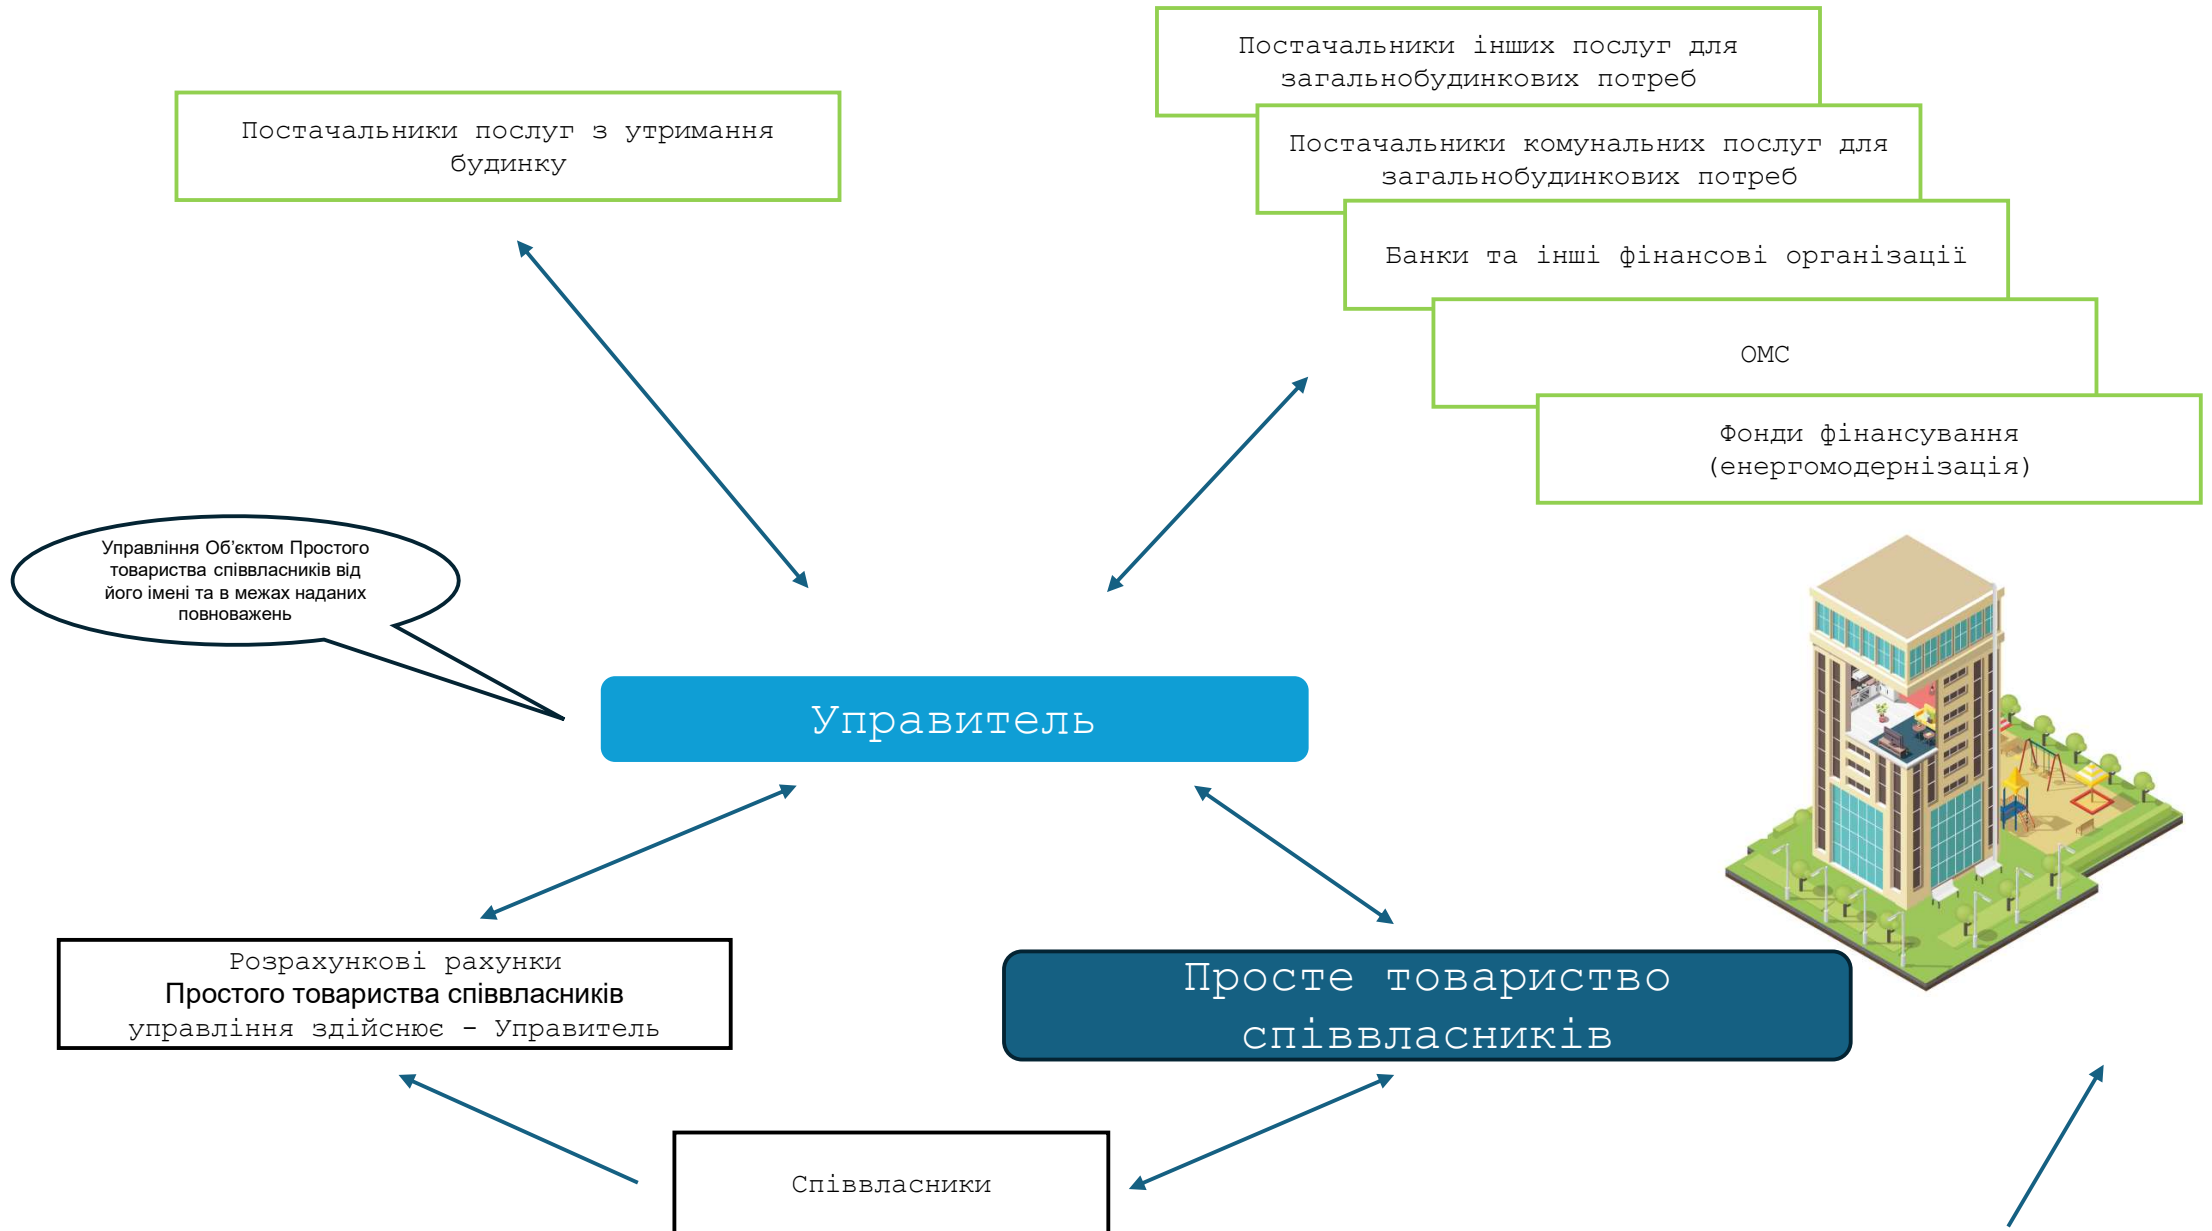 Постачальники інших послуг для
загальнобудинкових потреб
Постачальники послуг з утримання
будинку
Постачальники комунальних послуг для
загальнобудинкових потреб
Банки та інші фінансові організації
ОМС
Фонди фінансування
(енергомодернізація)
Управління Об’єктом Простого
товариства співвласників від
його імені та в межах наданих
повноважень
Управитель
Розрахункові рахунки
Простого товариства співвласників
управління здійснює – Управитель
Просте товариство
співвласників
Співвласники